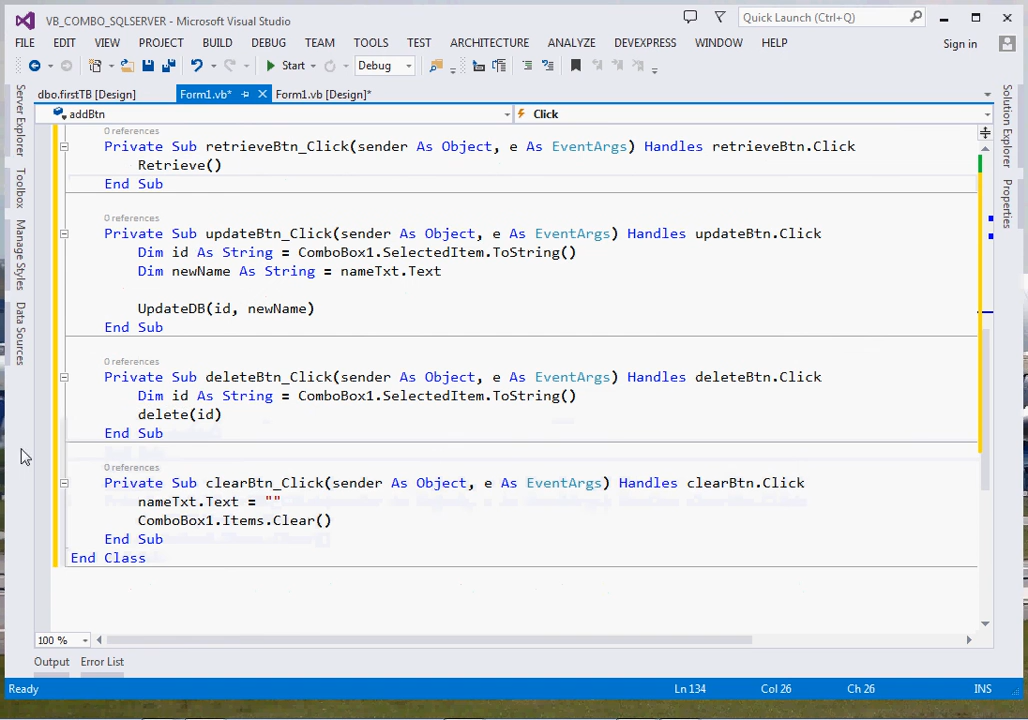 VB_COMBO_SQLSERVER - Microsoft Visual Studio
Quick Launch (Ctrl+Q)
FILE EDIT VIEW PROJECT BUILD DEBUG TEAM TOOLS TEST ARCHITECTURE ANALYZE DEVEXPRESS WINDOW HELP
Sign in
Start Debug
dbo.firstTB [Design] Form1.vb* Form1.vb [Design]*
addBtn Click
Server Explorer
Toolbox
Manage Styles
Data Sources
0 references
Private Sub retrieveBtn_Click(sender As Object, e As EventArgs) Handles retrieveBtn.Click
Retrieve()
End Sub
0 references
Private Sub updateBtn_Click(sender As Object, e As EventArgs) Handles updateBtn.Click
Dim id As String = ComboBox1.SelectedItem.ToString()
Dim newName As String = nameTxt.Text
UpdateDB(id, newName)
End Sub
0 references
Private Sub deleteBtn_Click(sender As Object, e As EventArgs) Handles deleteBtn.Click
Dim id As String = ComboBox1.SelectedItem.ToString()
delete(id)
End Sub
0 references
Private Sub clearBtn_Click(sender As Object, e As EventArgs) Handles clearBtn.Click
nameTxt.Text = ""
ComboBox1.Items.Clear()
End Sub
End Class
Solution Explorer
Properties
100 %
Output Error List
Ready Ln 134 Col 26 Ch 26 INS